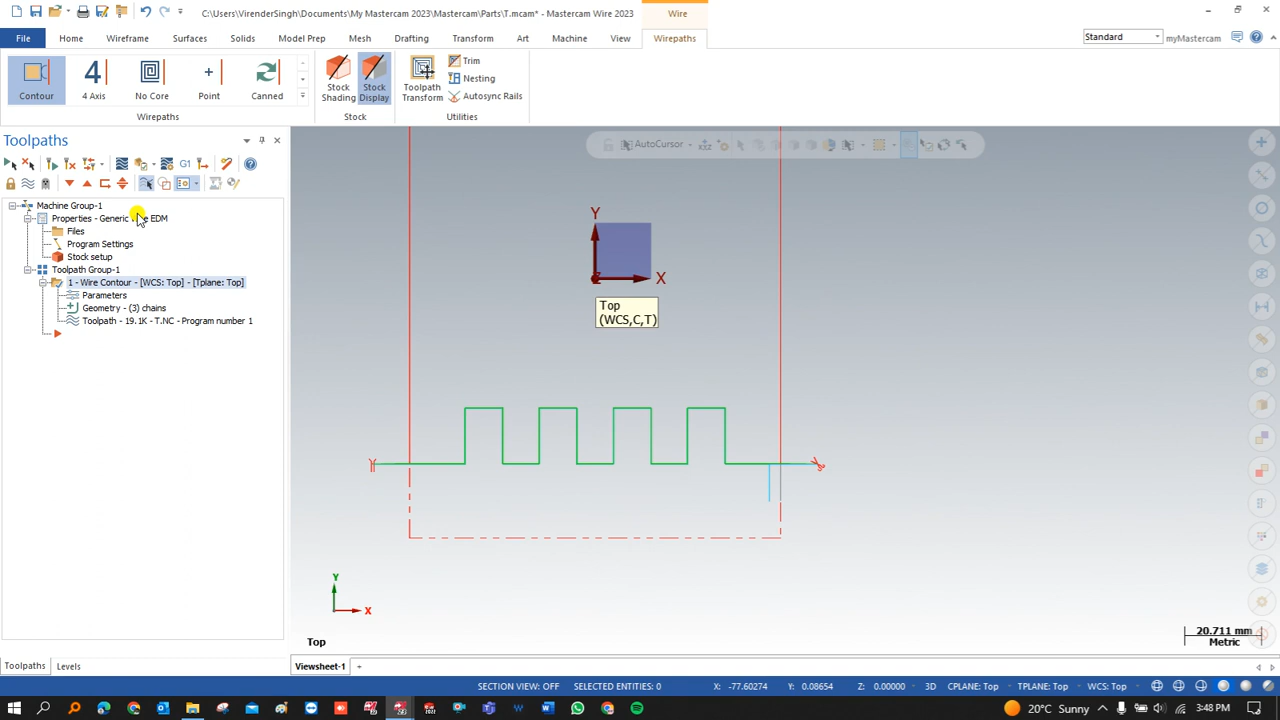 C:\Users\VirenderSingh\Documents\My Mastercam 2023\Mastercam\Parts\T.mcam* - Mastercam Wire 2023
Wire
File Home Wireframe Surfaces Solids Model Prep Mesh Drafting Transform Art Machine View Wirepaths
Standard
myMastercam
Contour
4 Axis
No Core
Point
Canned
Stock Shading
Stock Display
Toolpath Transform
Trim
Nesting
Autosync Rails
Wirepaths
Stock
Utilities
Toolpaths
G1
AutoCursor
Machine Group-1
Properties - Generic EDM
Files
Program Settings
Stock setup
Toolpath Group-1
1 - Wire Contour - [WCS: Top] - [Tplane: Top]
Parameters
Geometry - (3) chains
Toolpath - 19.1K - T.NC - Program number 1
Y
X
Top
(WCS,C,T)
Y
X
Top
20.711 mm
Metric
Toolpaths Levels
Viewsheet-1 +
SECTION VIEW: OFF SELECTED ENTITIES: 0 X: -77.60274 Y: 0.08654 Z: 0.00000 3D CPLANE: Top TPLANE: Top WCS: Top
20°C Sunny
3:48 PM